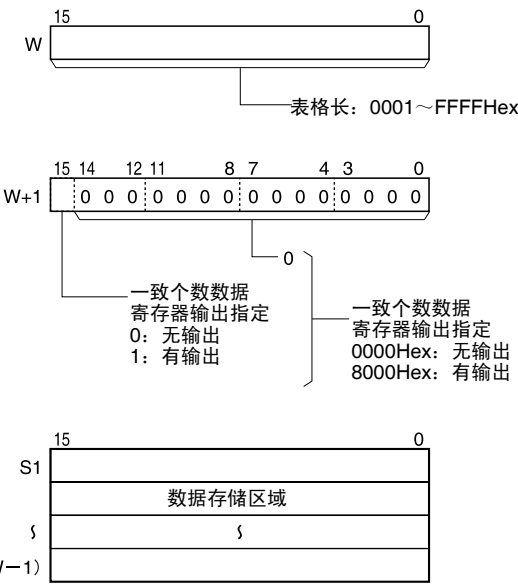 15 0
W
表格长：0001～FFFFHex
15 14 12 11 8 7 4 3 0
W+1 0 0 0 0 0 0 0 0 0 0 0 0 0 0 0
0
一致个数数据
寄存器输出指定
0：无输出
1：有输出
一致个数数据
寄存器输出指定
0000Hex：无输出
8000Hex：有输出
15 0
S1
数据存储区域
∼ ∼
−1）